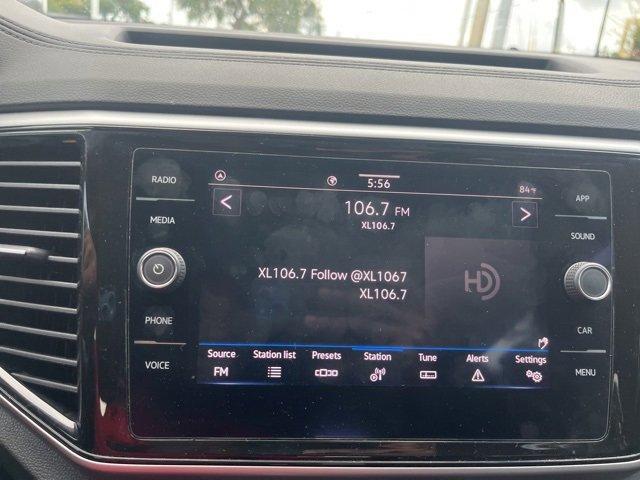 RADIO
MEDIA
PHONE
VOICE
5:56
84°F
106.7 FM
XL106.7
XL106.7 Follow @XL1067
XL106.7
HD
Source
FM
Station list
Presets
Station
Tune
Alerts
Settings
APP
SOUND
CAR
MENU